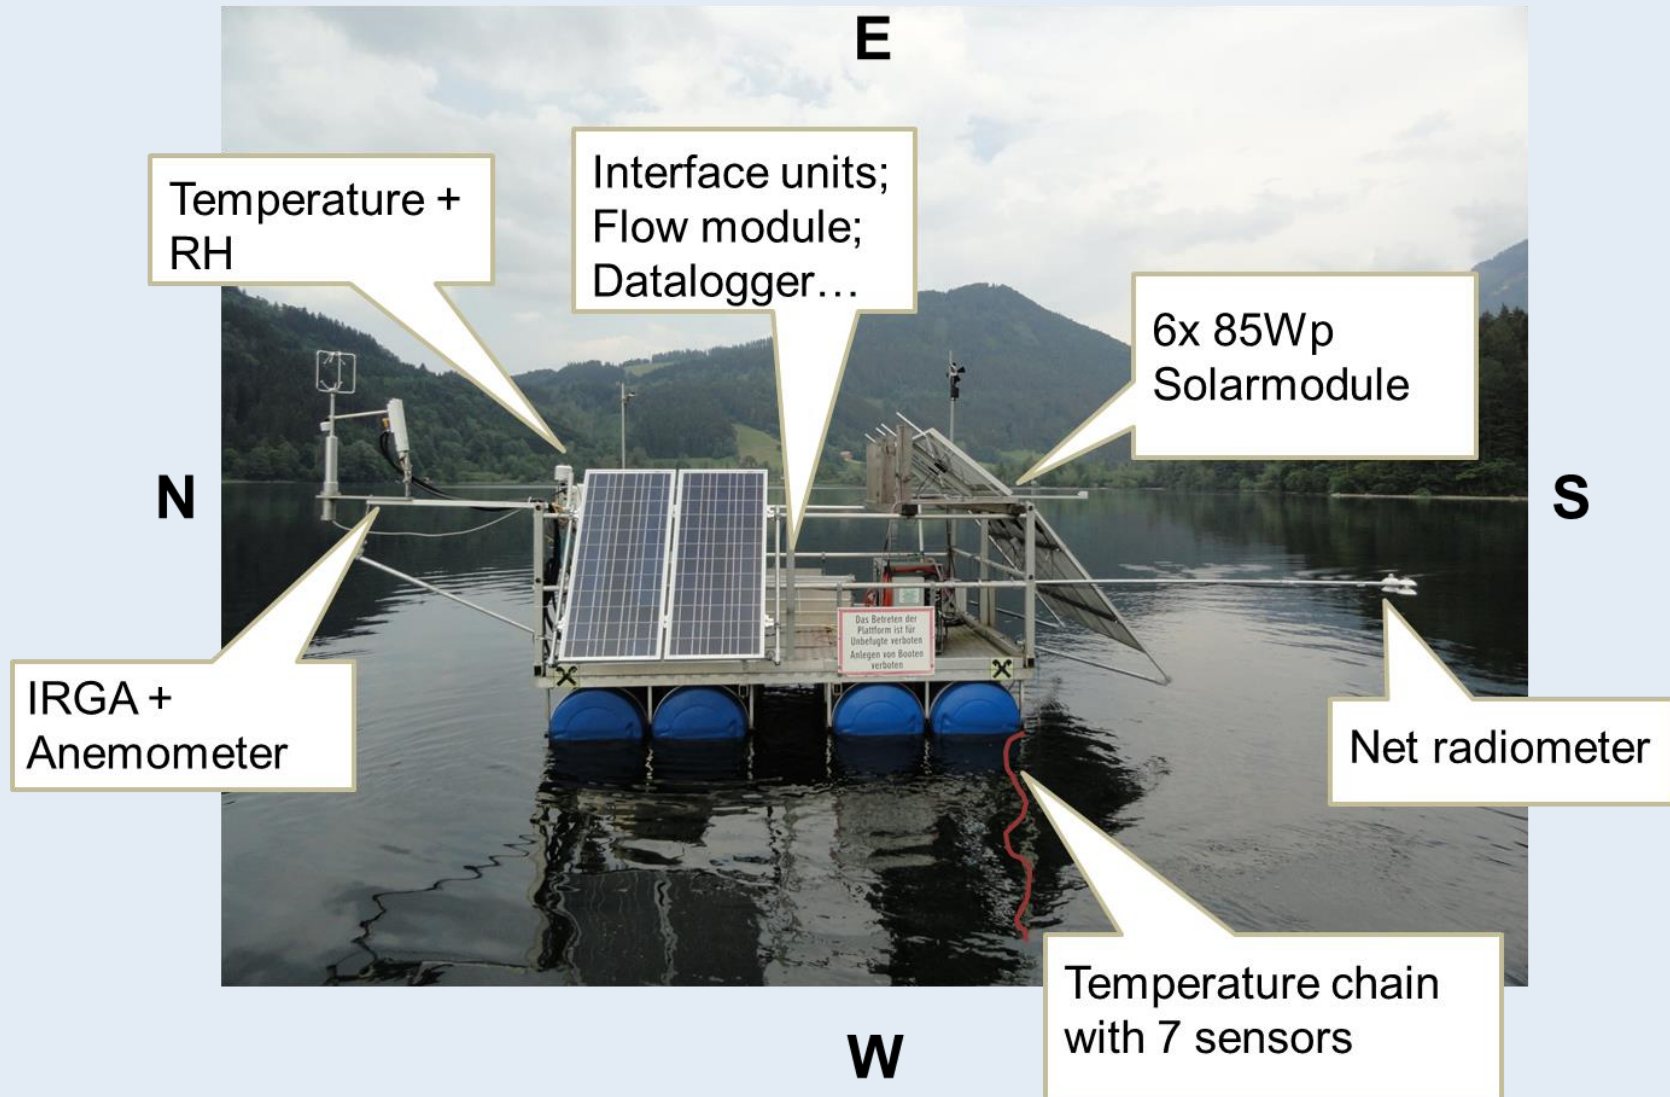 E
Temperature +
RH
Interface units;
Flow module;
Datalogger…
6x 85Wp
Solarmodule
N
S
Das Betreten der
Plattform ist für
Unbefugte verboten
Anlegen von Booten
verboten
IRGA +
Anemometer
Net radiometer
Temperature chain
with 7 sensors
W